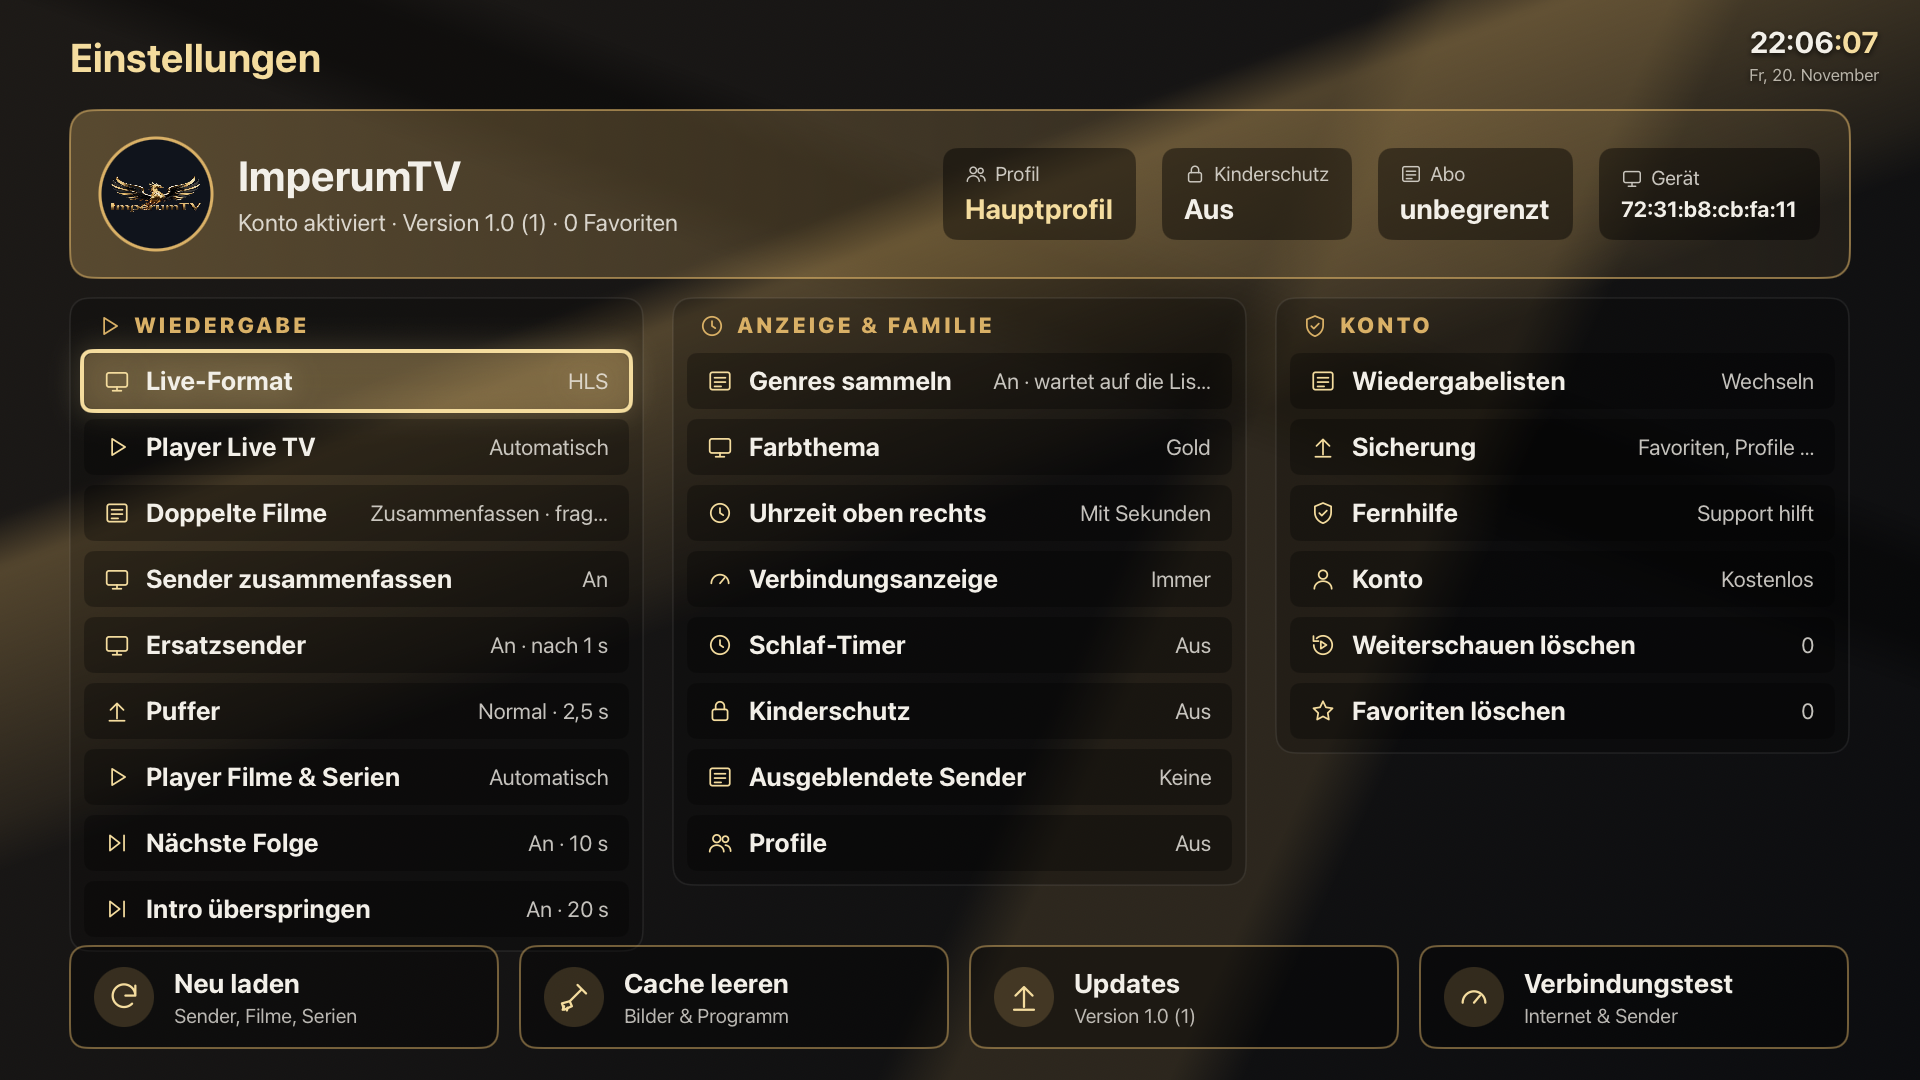 Einstellungen
22:06:07
Fr, 20. November
ImperumTV
ImperumTV
Konto aktiviert · Version 1.0 (1) · 0 Favoriten
Profil
Hauptprofil
Kinderschutz
Aus
Abo
unbegrenzt
Gerät
72:31:b8:cb:fa:11
WIEDERGABE
Live-Format HLS
Player Live TV Automatisch
Doppelte Filme Zusammenfassen · frag...
Sender zusammenfassen An
Ersatzsender An · nach 1 s
Puffer Normal · 2,5 s
Player Filme & Serien Automatisch
Nächste Folge An · 10 s
Intro überspringen An · 20 s
ANZEIGE & FAMILIE
Genres sammeln An · wartet auf die Lis...
Farbthema Gold
Uhrzeit oben rechts Mit Sekunden
Verbindungsanzeige Immer
Schlaf-Timer Aus
Kinderschutz Aus
Ausgeblendete Sender Keine
Profile Aus
KONTO
Wiedergabelisten Wechseln
Sicherung Favoriten, Profile ...
Fernhilfe Support hilft
Konto Kostenlos
Weiterschauen löschen 0
Favoriten löschen 0
Neu laden
Sender, Filme, Serien
Cache leeren
Bilder & Programm
Updates
Version 1.0 (1)
Verbindungstest
Internet & Sender